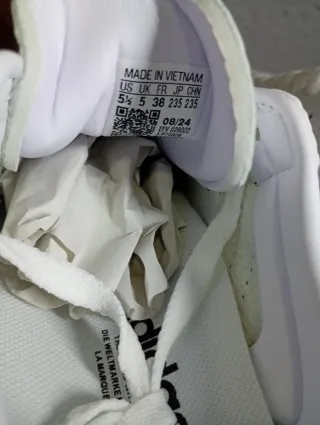 MADE IN VIETNAM
US UK FR JP CHN
5½ 5 38 235 235
08/24
adidas
DIE WELTMARKE
LA MARQUE